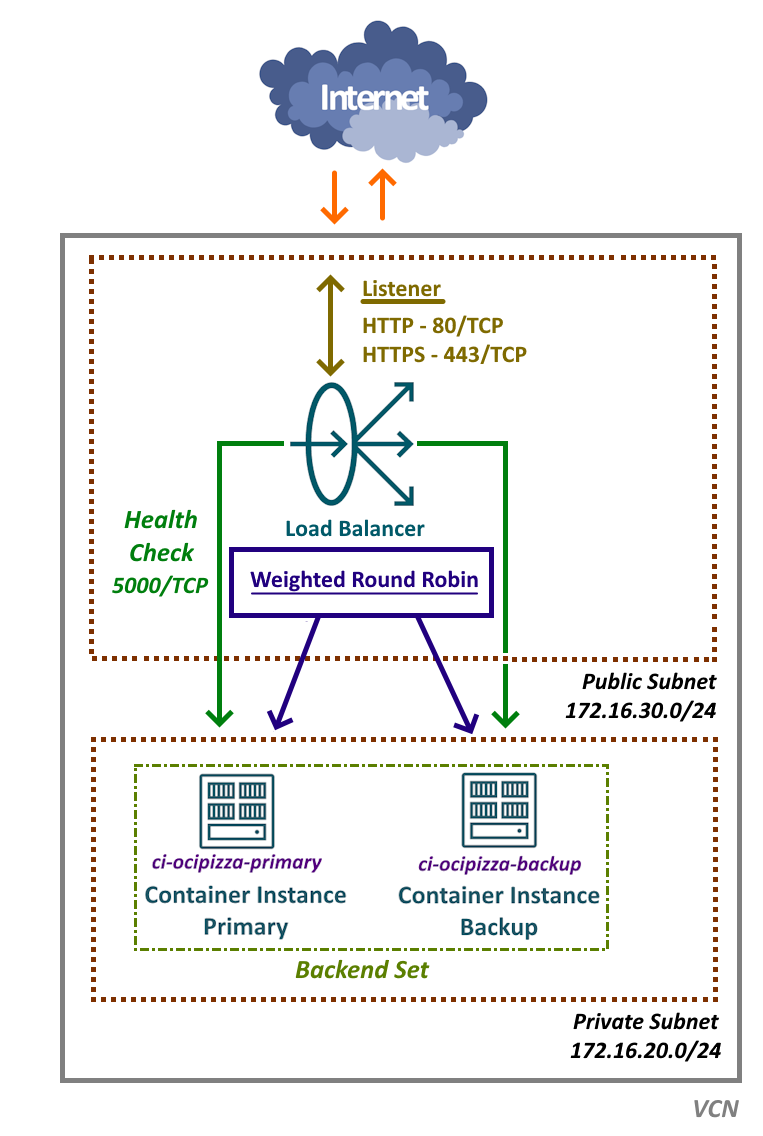 Internet
Listener
HTTP - 80/TCP
HTTPS - 443/TCP
Health
Check
5000/TCP
Load Balancer
Weighted Round Robin
Public Subnet
172.16.30.0/24
ci-ocipizza-primary
Container Instance
Primary
ci-ocipizza-backup
Container Instance
Backup
Backend Set
Private Subnet
172.16.20.0/24
VCN